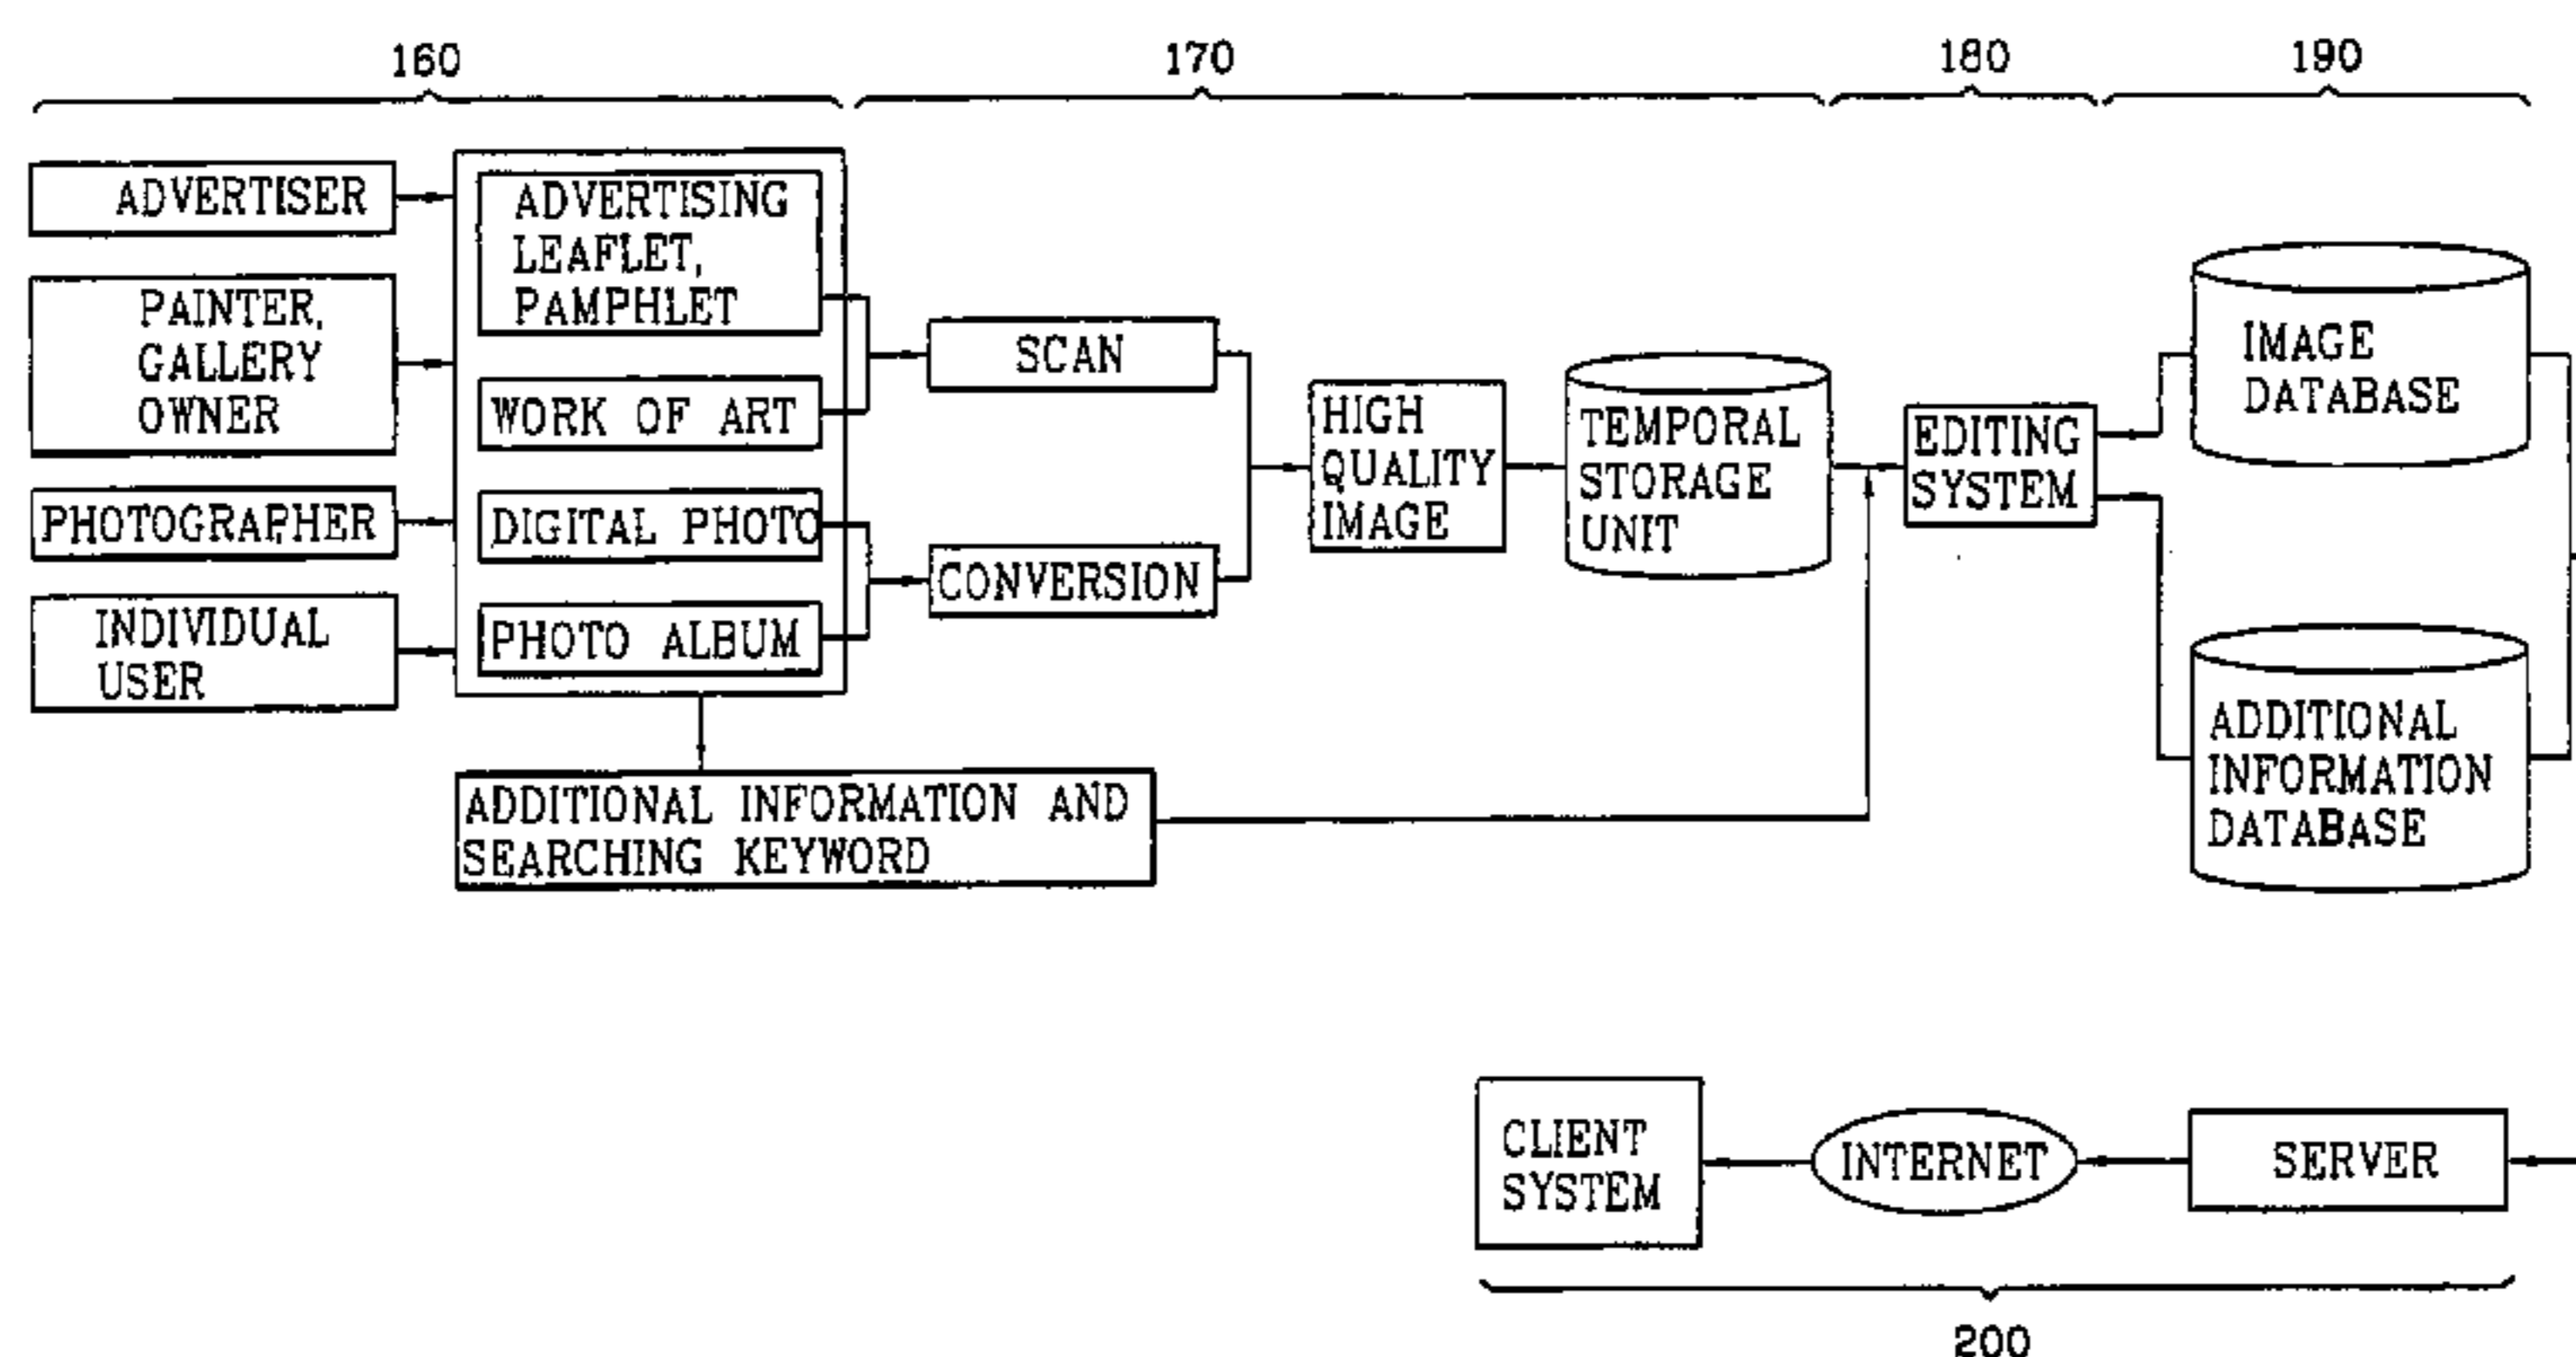 160
170
180
190
ADVERTISER
PAINTER,
GALLERY
OWNER
PHOTOGRAPHER
INDIVIDUAL
USER
ADVERTISING
LEAFLET,
PAMPHLET
WORK OF ART
DIGITAL PHOTO
PHOTO ALBUM
ADDITIONAL INFORMATION AND
SEARCHING KEYWORD
SCAN
CONVERSION
HIGH
QUALITY
IMAGE
TEMPORAL
STORAGE
UNIT
EDITING
SYSTEM
IMAGE
DATABASE
ADDITIONAL
INFORMATION
DATABASE
CLIENT
SYSTEM
INTERNET
SERVER
200